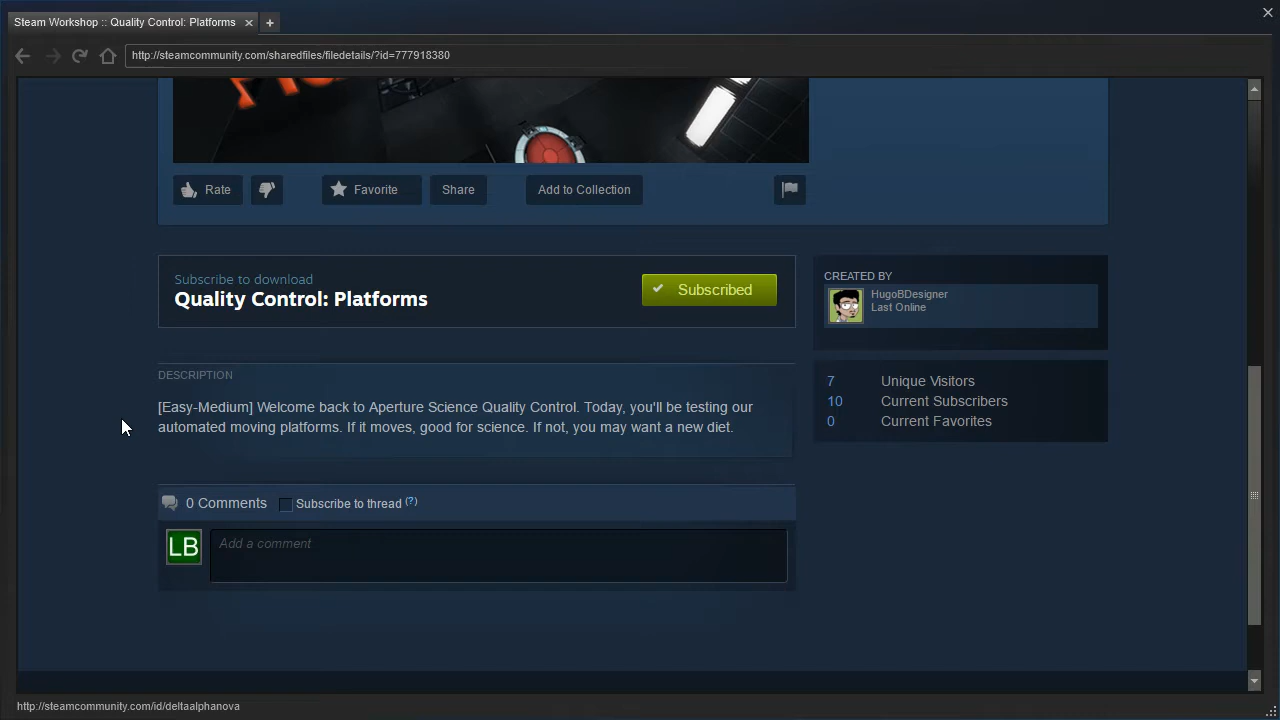 Steam Workshop :: Quality Control: Platforms
http://steamcommunity.com/sharedfiles/filedetails/?id=777918380
Rate
Favorite
Share
Add to Collection
Subscribe to download
Quality Control: Platforms
Subscribed
CREATED BY
HugoBDesigner
Last Online
DESCRIPTION
[Easy-Medium] Welcome back to Aperture Science Quality Control. Today, you'll be testing our
automated moving platforms. If it moves, good for science. If not, you may want a new diet.
7 Unique Visitors
10 Current Subscribers
0 Current Favorites
0 Comments Subscribe to thread (?)
LB
Add a comment
http://steamcommunity.com/id/deltaalphanova